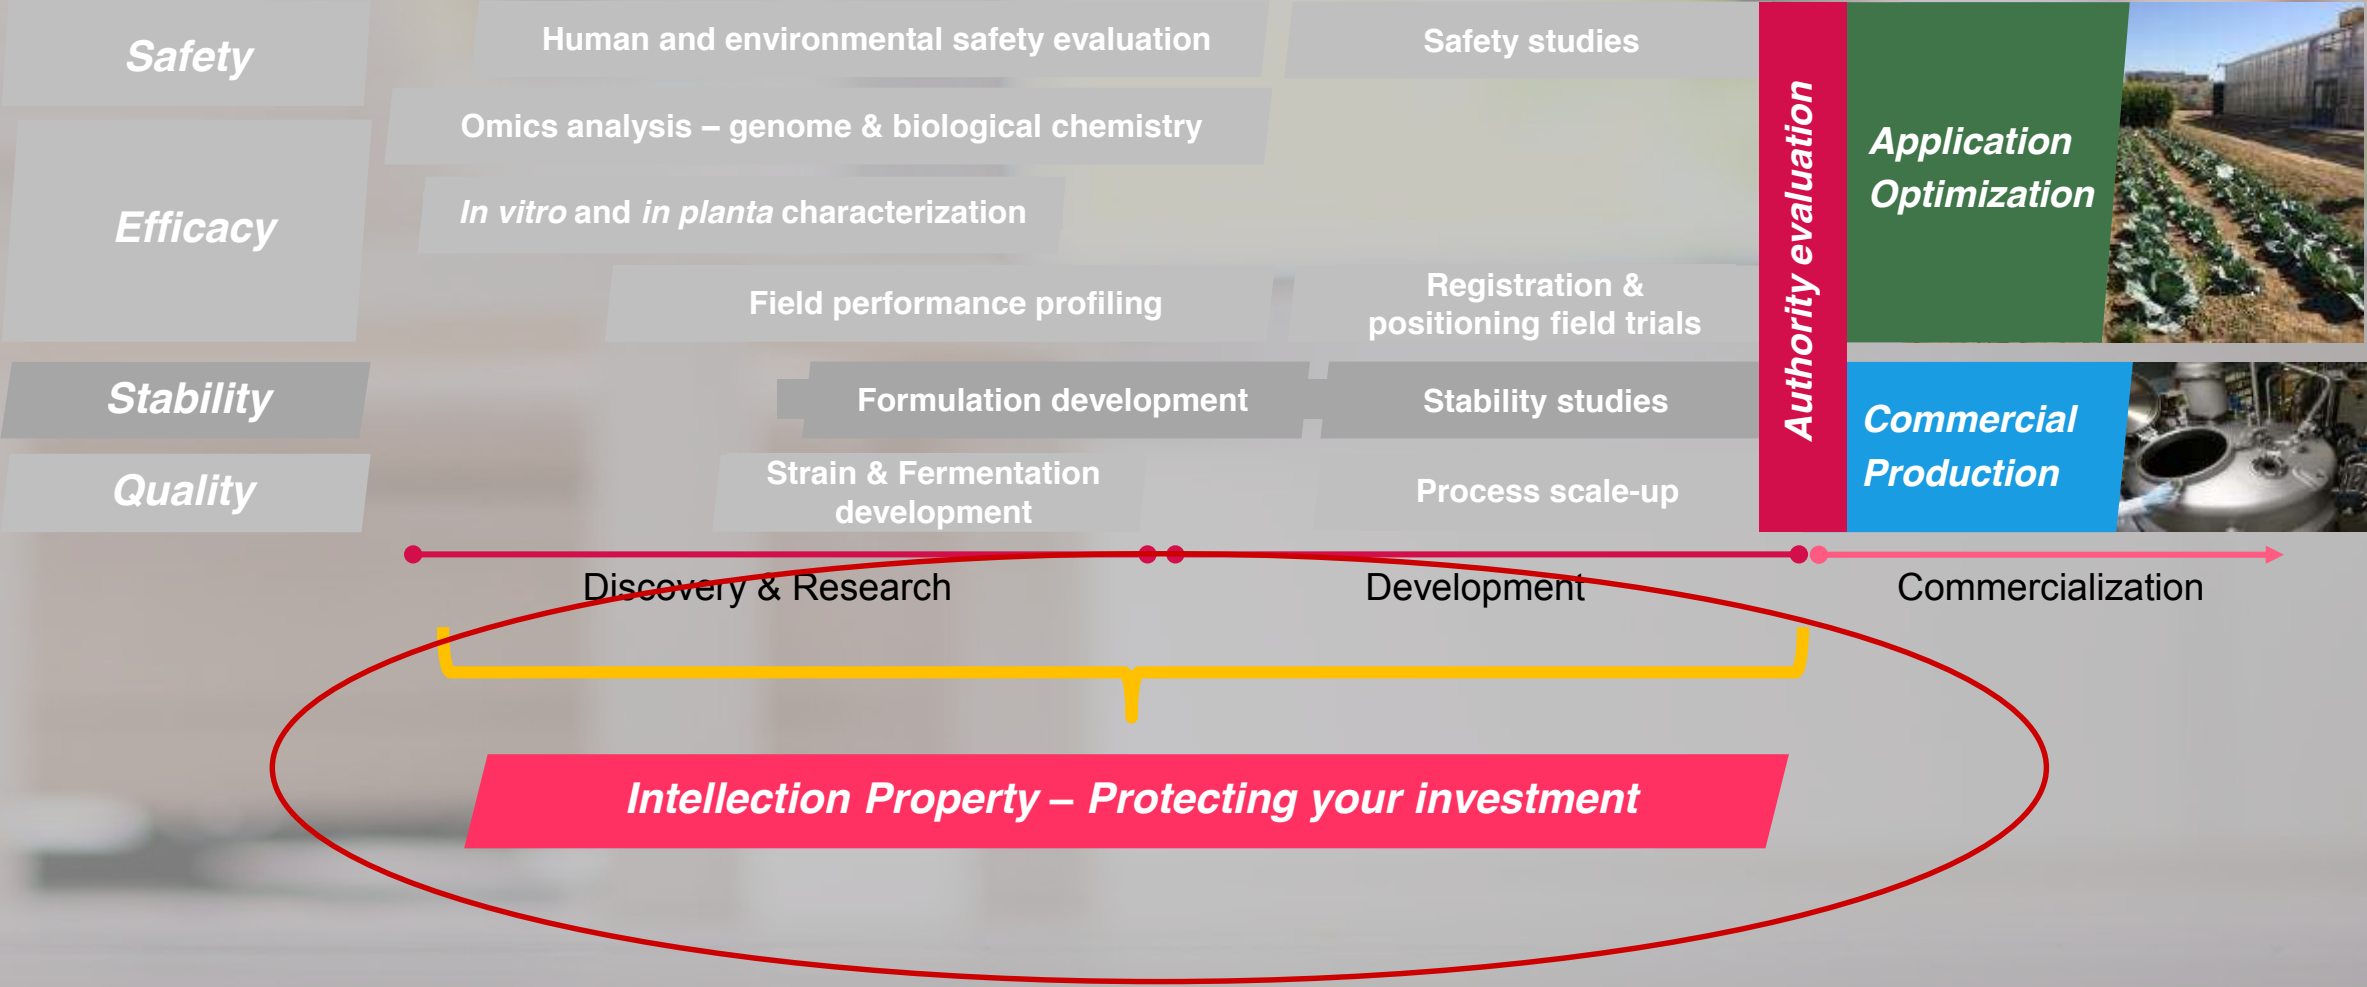 Safety
Human and environmental safety evaluation
Safety studies
Omics analysis – genome & biological chemistry
Efficacy
In vitro and in planta characterization
Field performance profiling
Registration &
positioning field trials
Stability
Formulation development
Stability studies
Quality
Strain & Fermentation
development
Process scale-up
Authority evaluation
Application
Optimization
Commercial
Production
Discovery & Research
Development
Commercialization
Intellection Property – Protecting your investment